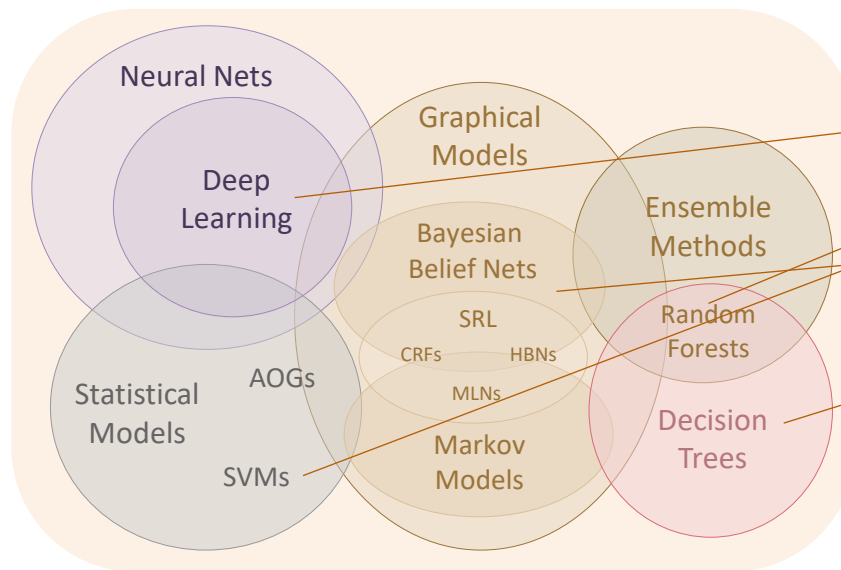 Neural Nets
Deep
Learning
Graphical
Models
Ensemble
Methods
Bayesian
Belief Nets
SRL
CRFs
HBNs
MLNs
Random
Forests
AOGs
Statistical
Models
SVMs
Markov
Models
Decision
Trees